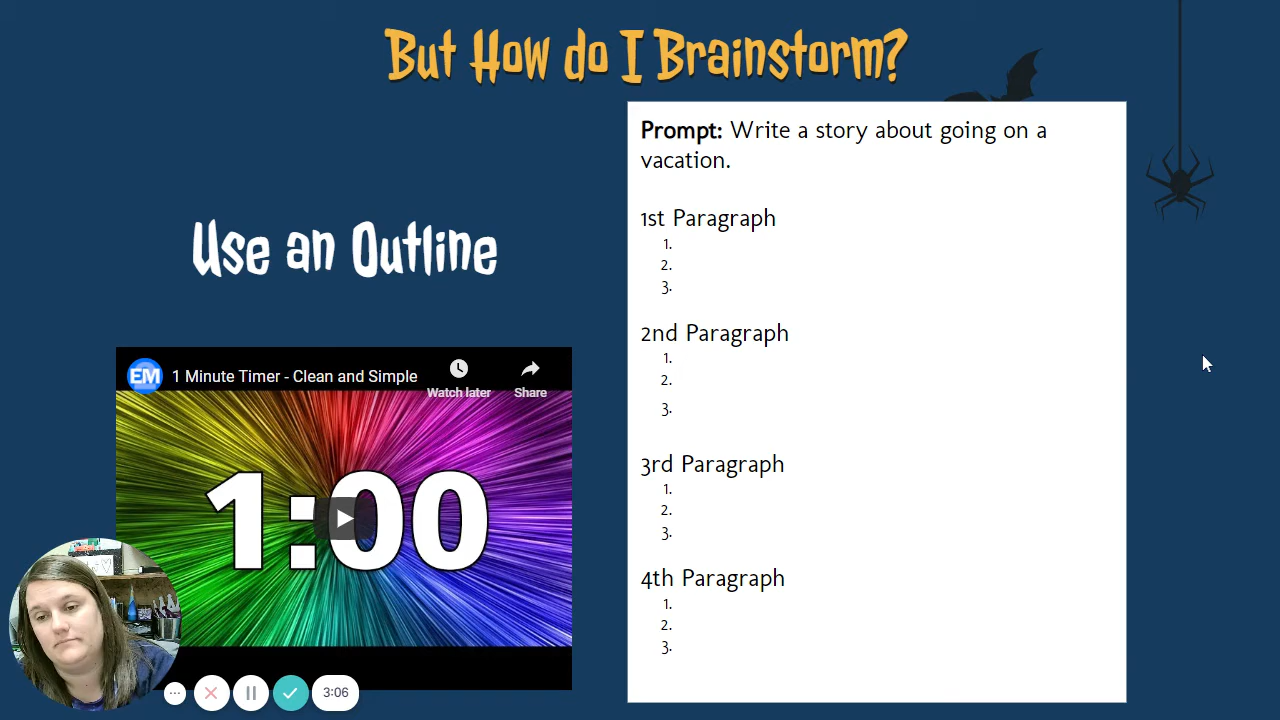 But How do I Brainstorm?
Prompt: Write a story about going on a
vacation.
1st Paragraph
1.
2.
3.
2nd Paragraph
1.
2.
3.
3rd Paragraph
1.
2.
3.
4th Paragraph
1.
2.
3.
Use an Outline
EM 1 Minute Timer - Clean and Simple
Watch later
Share
1:00
3:06